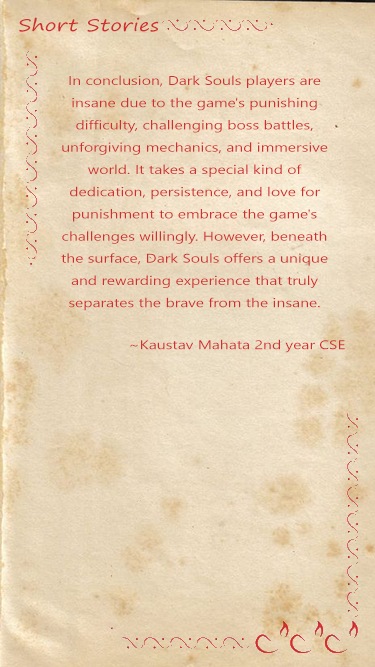 Short Stories
In conclusion, Dark Souls players are
insane due to the game's punishing
difficulty, challenging boss battles,
unforgiving mechanics, and immersive
world. It takes a special kind of
dedication, persistence, and love for
punishment to embrace the game's
challenges willingly. However, beneath
the surface, Dark Souls offers a unique
and rewarding experience that truly
separates the brave from the insane.
~Kaustav Mahata 2nd year CSE